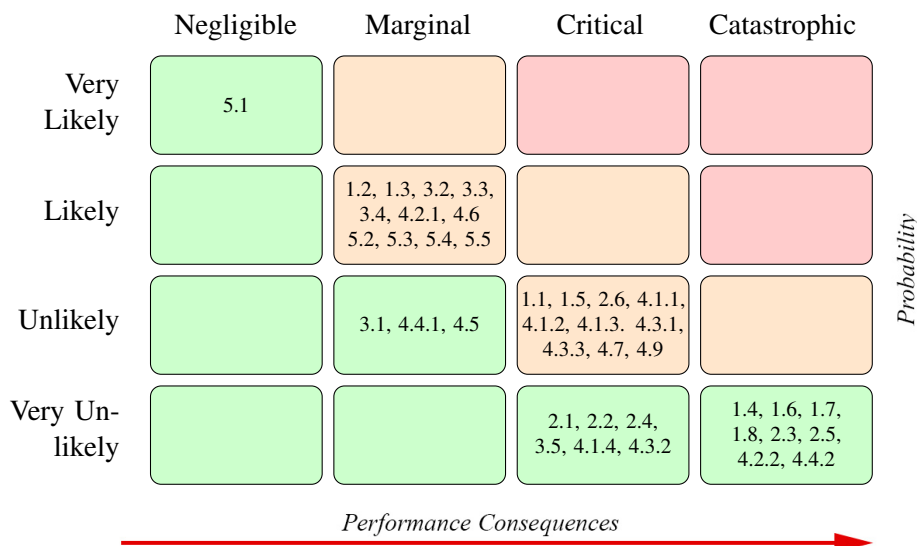 Negligible Marginal Critical Catastrophic
Very
Likely
5.1
Likely
1.2, 1.3, 3.2, 3.3,
3.4, 4.2.1, 4.6
5.2, 5.3, 5.4, 5.5
Unlikely
3.1, 4.4.1, 4.5
1.1, 1.5, 2.6, 4.1.1,
4.1.2, 4.1.3. 4.3.1,
4.3.3, 4.7, 4.9
Very Un-
likely
2.1, 2.2, 2.4,
3.5, 4.1.4, 4.3.2
1.4, 1.6, 1.7,
1.8, 2.3, 2.5,
4.2.2, 4.4.2
Probability
Performance Consequences